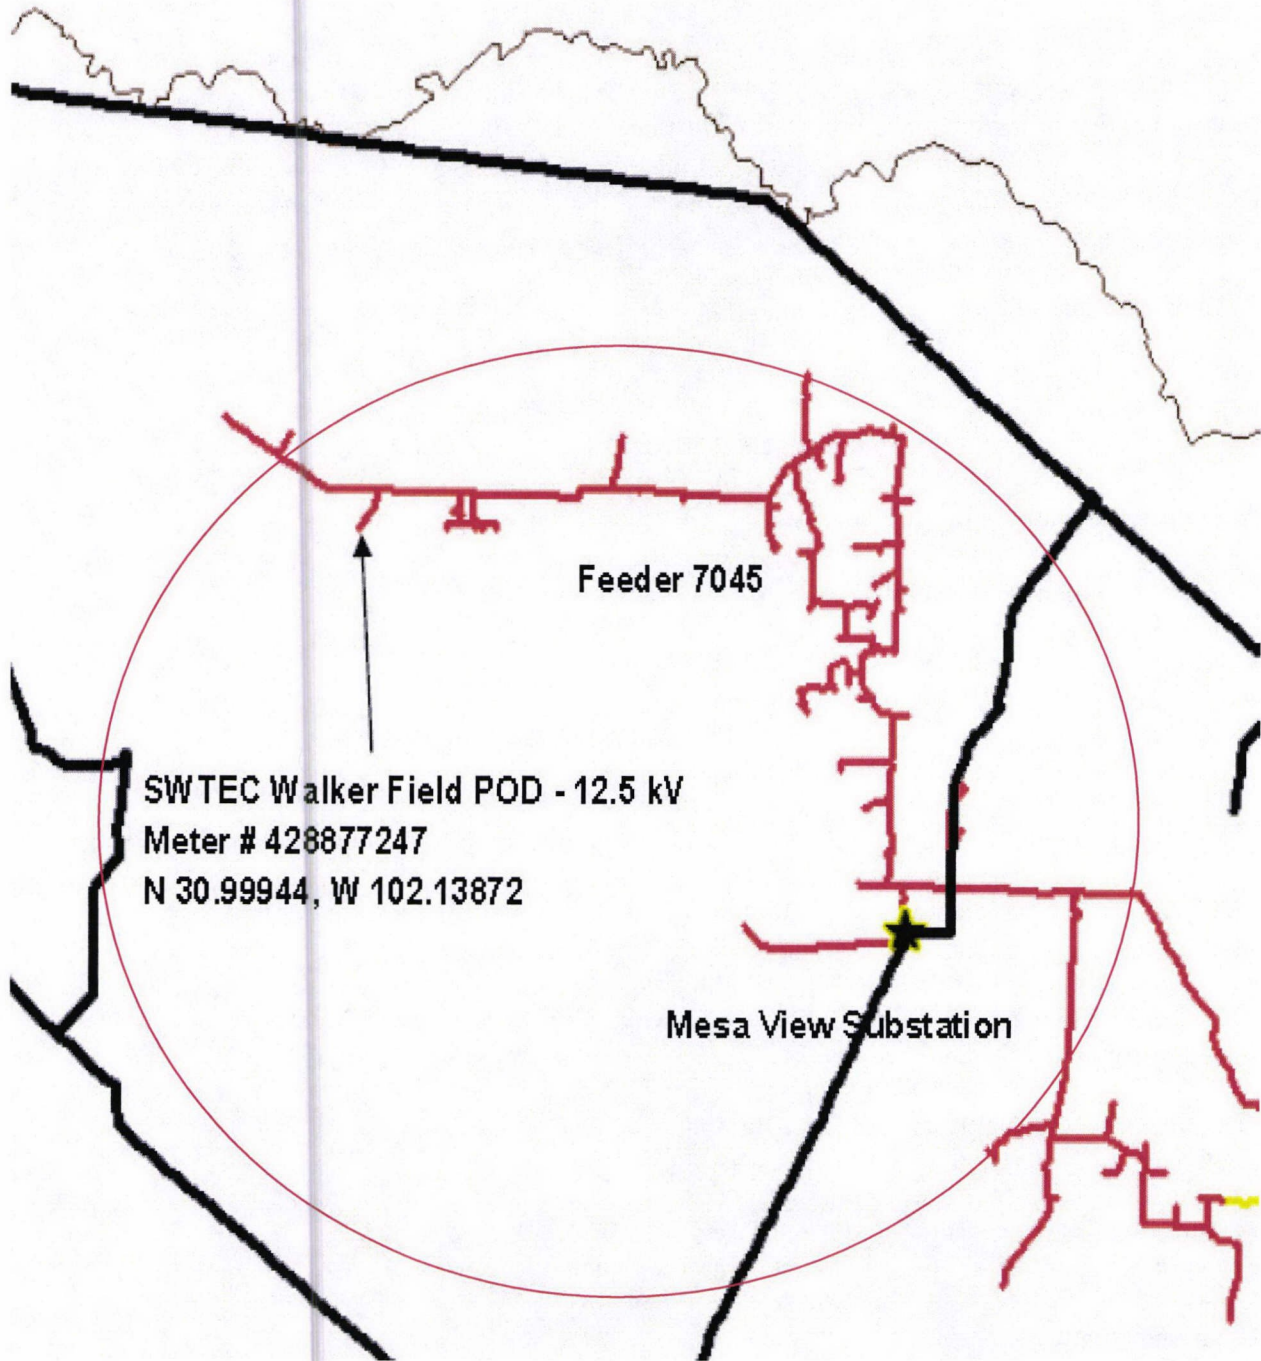 Feeder 7045
SWTEC Walker Field POD - 12.5 kV
Meter # 428877247
N 30.99944, W 102.13872
Mesa View Substation